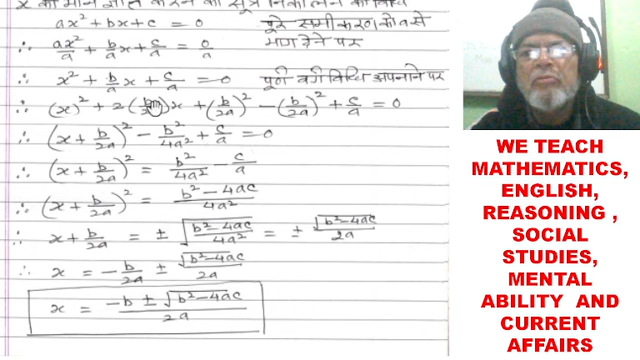 x का मान ज्ञात करने का सूत्र निकालने की विधि
ax² + bx + c = 0 पूरे समीकरण को a से
∴ ax²/a + b/a x + c/a = 0/a भाग देने पर
∴ x² + b/a x + c/a = 0 पूर्ण वर्ग विधि अपनाने पर
∴ (x)² + 2(b/2a)x + (b/2a)² - (b/2a)² + c/a = 0
∴ (x + b/2a)² - b²/4a² + c/a = 0
∴ (x + b/2a)² = b²/4a² - c/a
∴ (x + b/2a)² = b² - 4ac/4a²
∴ x + b/2a = ± √b² - 4ac/4a² = ± √b² - 4ac/2a
∴ x = - b/2a ± √b² - 4ac/2a
x = -b ± √b² - 4ac/2a
WE TEACH
MATHEMATICS,
ENGLISH,
REASONING ,
SOCIAL
STUDIES,
MENTAL
ABILITY AND
CURRENT
AFFAIRS